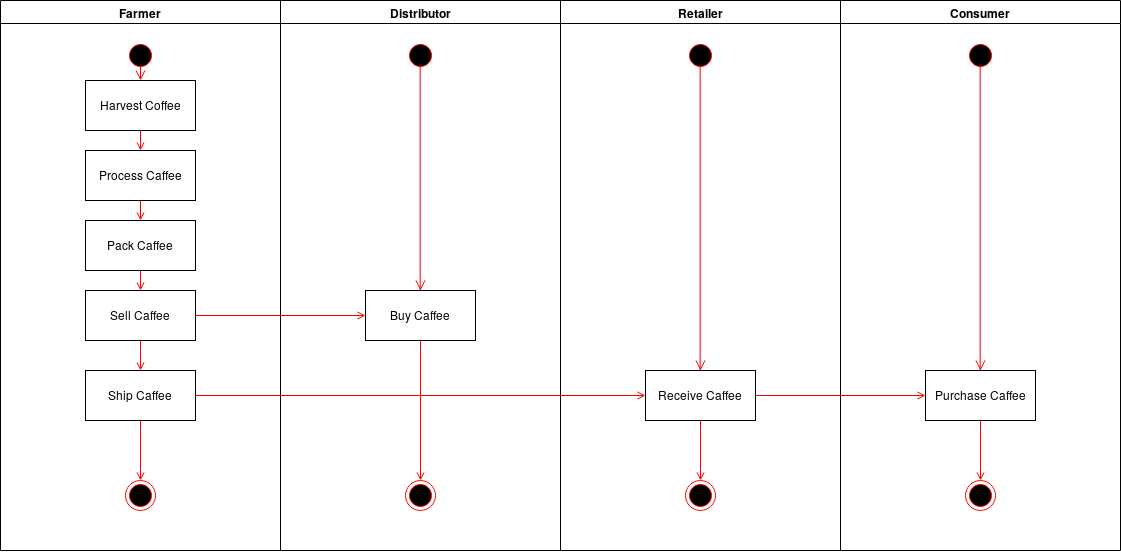 Farmer
Distributor
Retailer
Consumer
Harvest Coffee
Process Caffee
Pack Caffee
Sell Caffee
Buy Caffee
Ship Caffee
Receive Caffee
Purchase Caffee